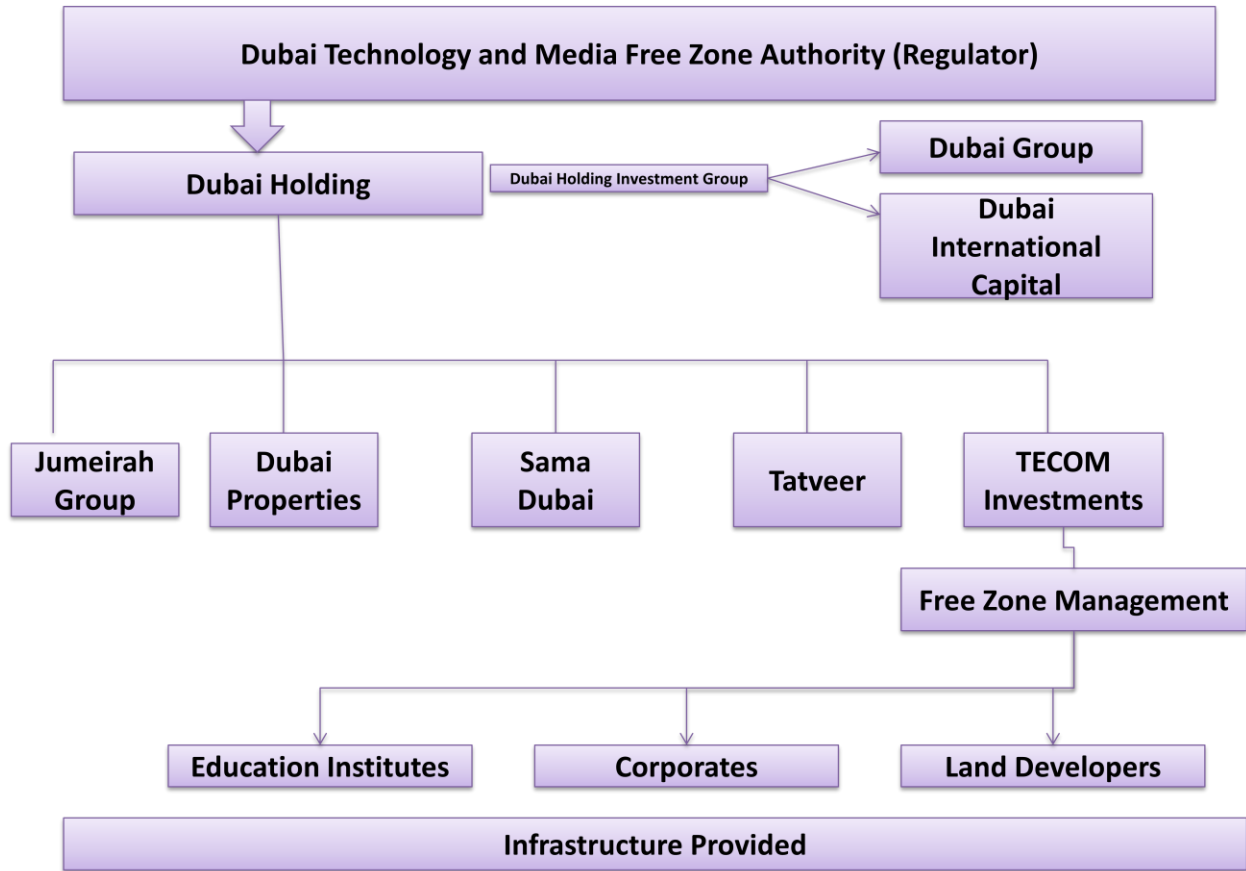 Dubai Technology and Media Free Zone Authority (Regulator)
Dubai Holding
Dubai Holding Investment Group
Dubai Group
Dubai
International
Capital
Jumeirah
Group
Dubai
Properties
Sama
Dubai
Tatveer
TECOM
Investments
Free Zone Management
Education Institutes
Corporates
Land Developers
Infrastructure Provided